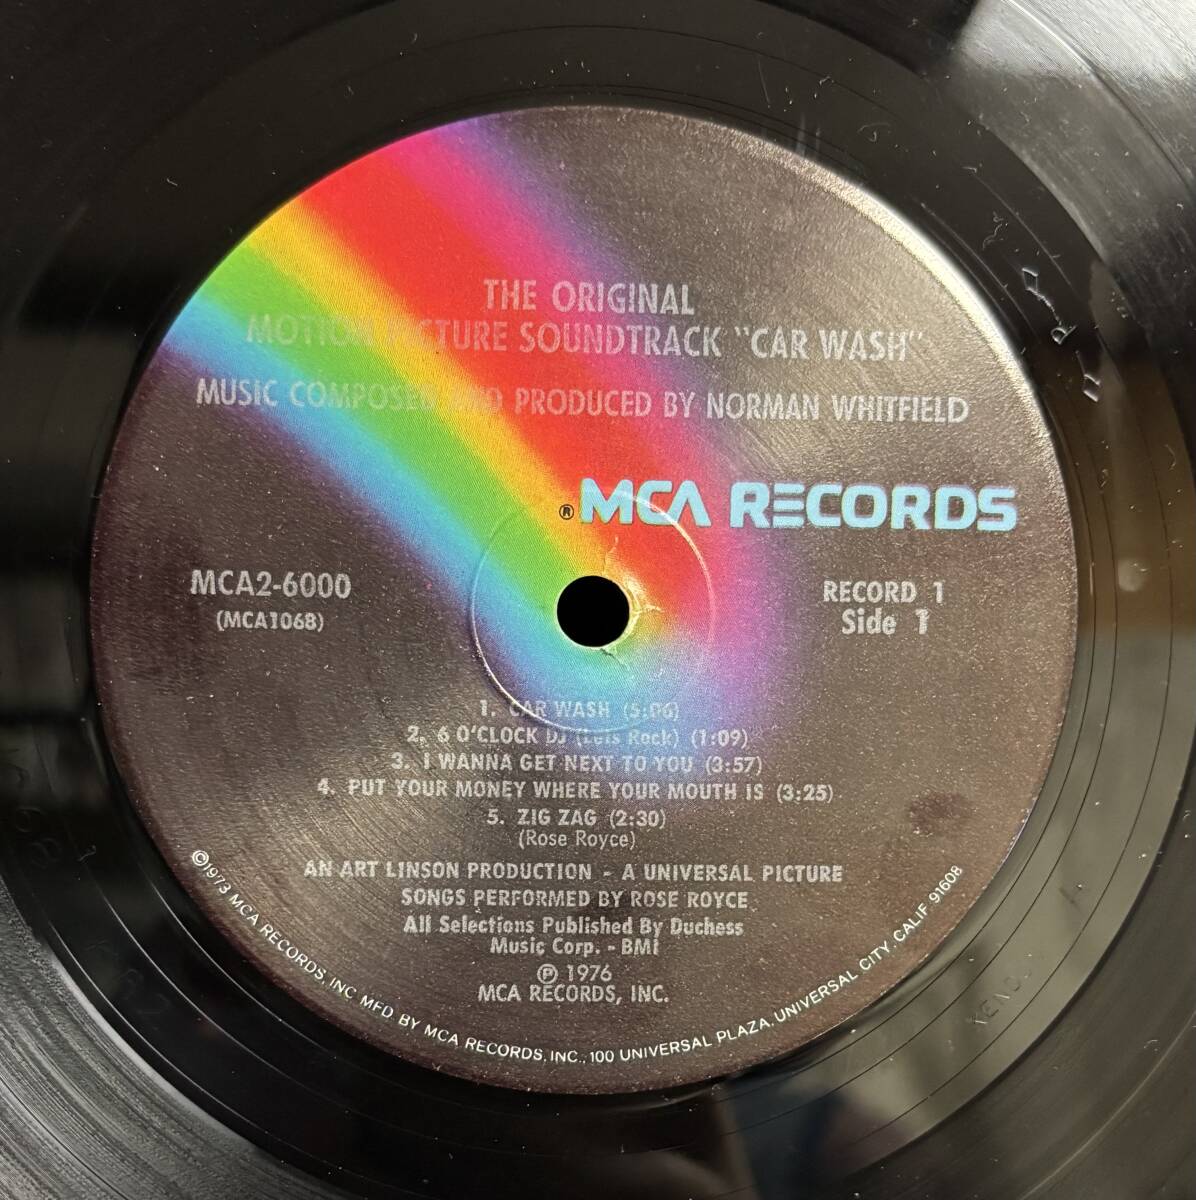 THE ORIGINAL
MOTION PICTURE SOUNDTRACK "CAR WASH"
MUSIC COMPOSED AND PRODUCED BY NORMAN WHITFIELD
® MCA RECORDS
MCA2-6000
(MCA1068)
RECORD 1
Side 1
1. CAR WASH (5:06)
2. 6 O'CLOCK DJ (Lets Rock) (1:09)
3. I WANNA GET NEXT TO YOU (3:57)
4. PUT YOUR MONEY WHERE YOUR MOUTH IS (3:25)
5. ZIG ZAG (2:30)
(Rose Royce)
AN ART LINSON PRODUCTION - A UNIVERSAL PICTURE
SONGS PERFORMED BY ROSE ROYCE
All Selections Published By Duchess
Music Corp. - BMI
℗ 1976
MCA RECORDS, INC.
©1973 MCA RECORDS, INC MFD BY MCA RECORDS, INC., 100 UNIVERSAL PLAZA, UNIVERSAL CITY, CALIF. 91608